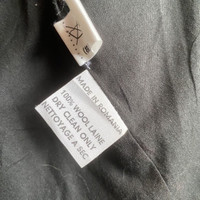 MADE IN ROMANIA
100% WOOL/LAINE
DRY CLEAN ONLY
NETTOYAGE A SEC